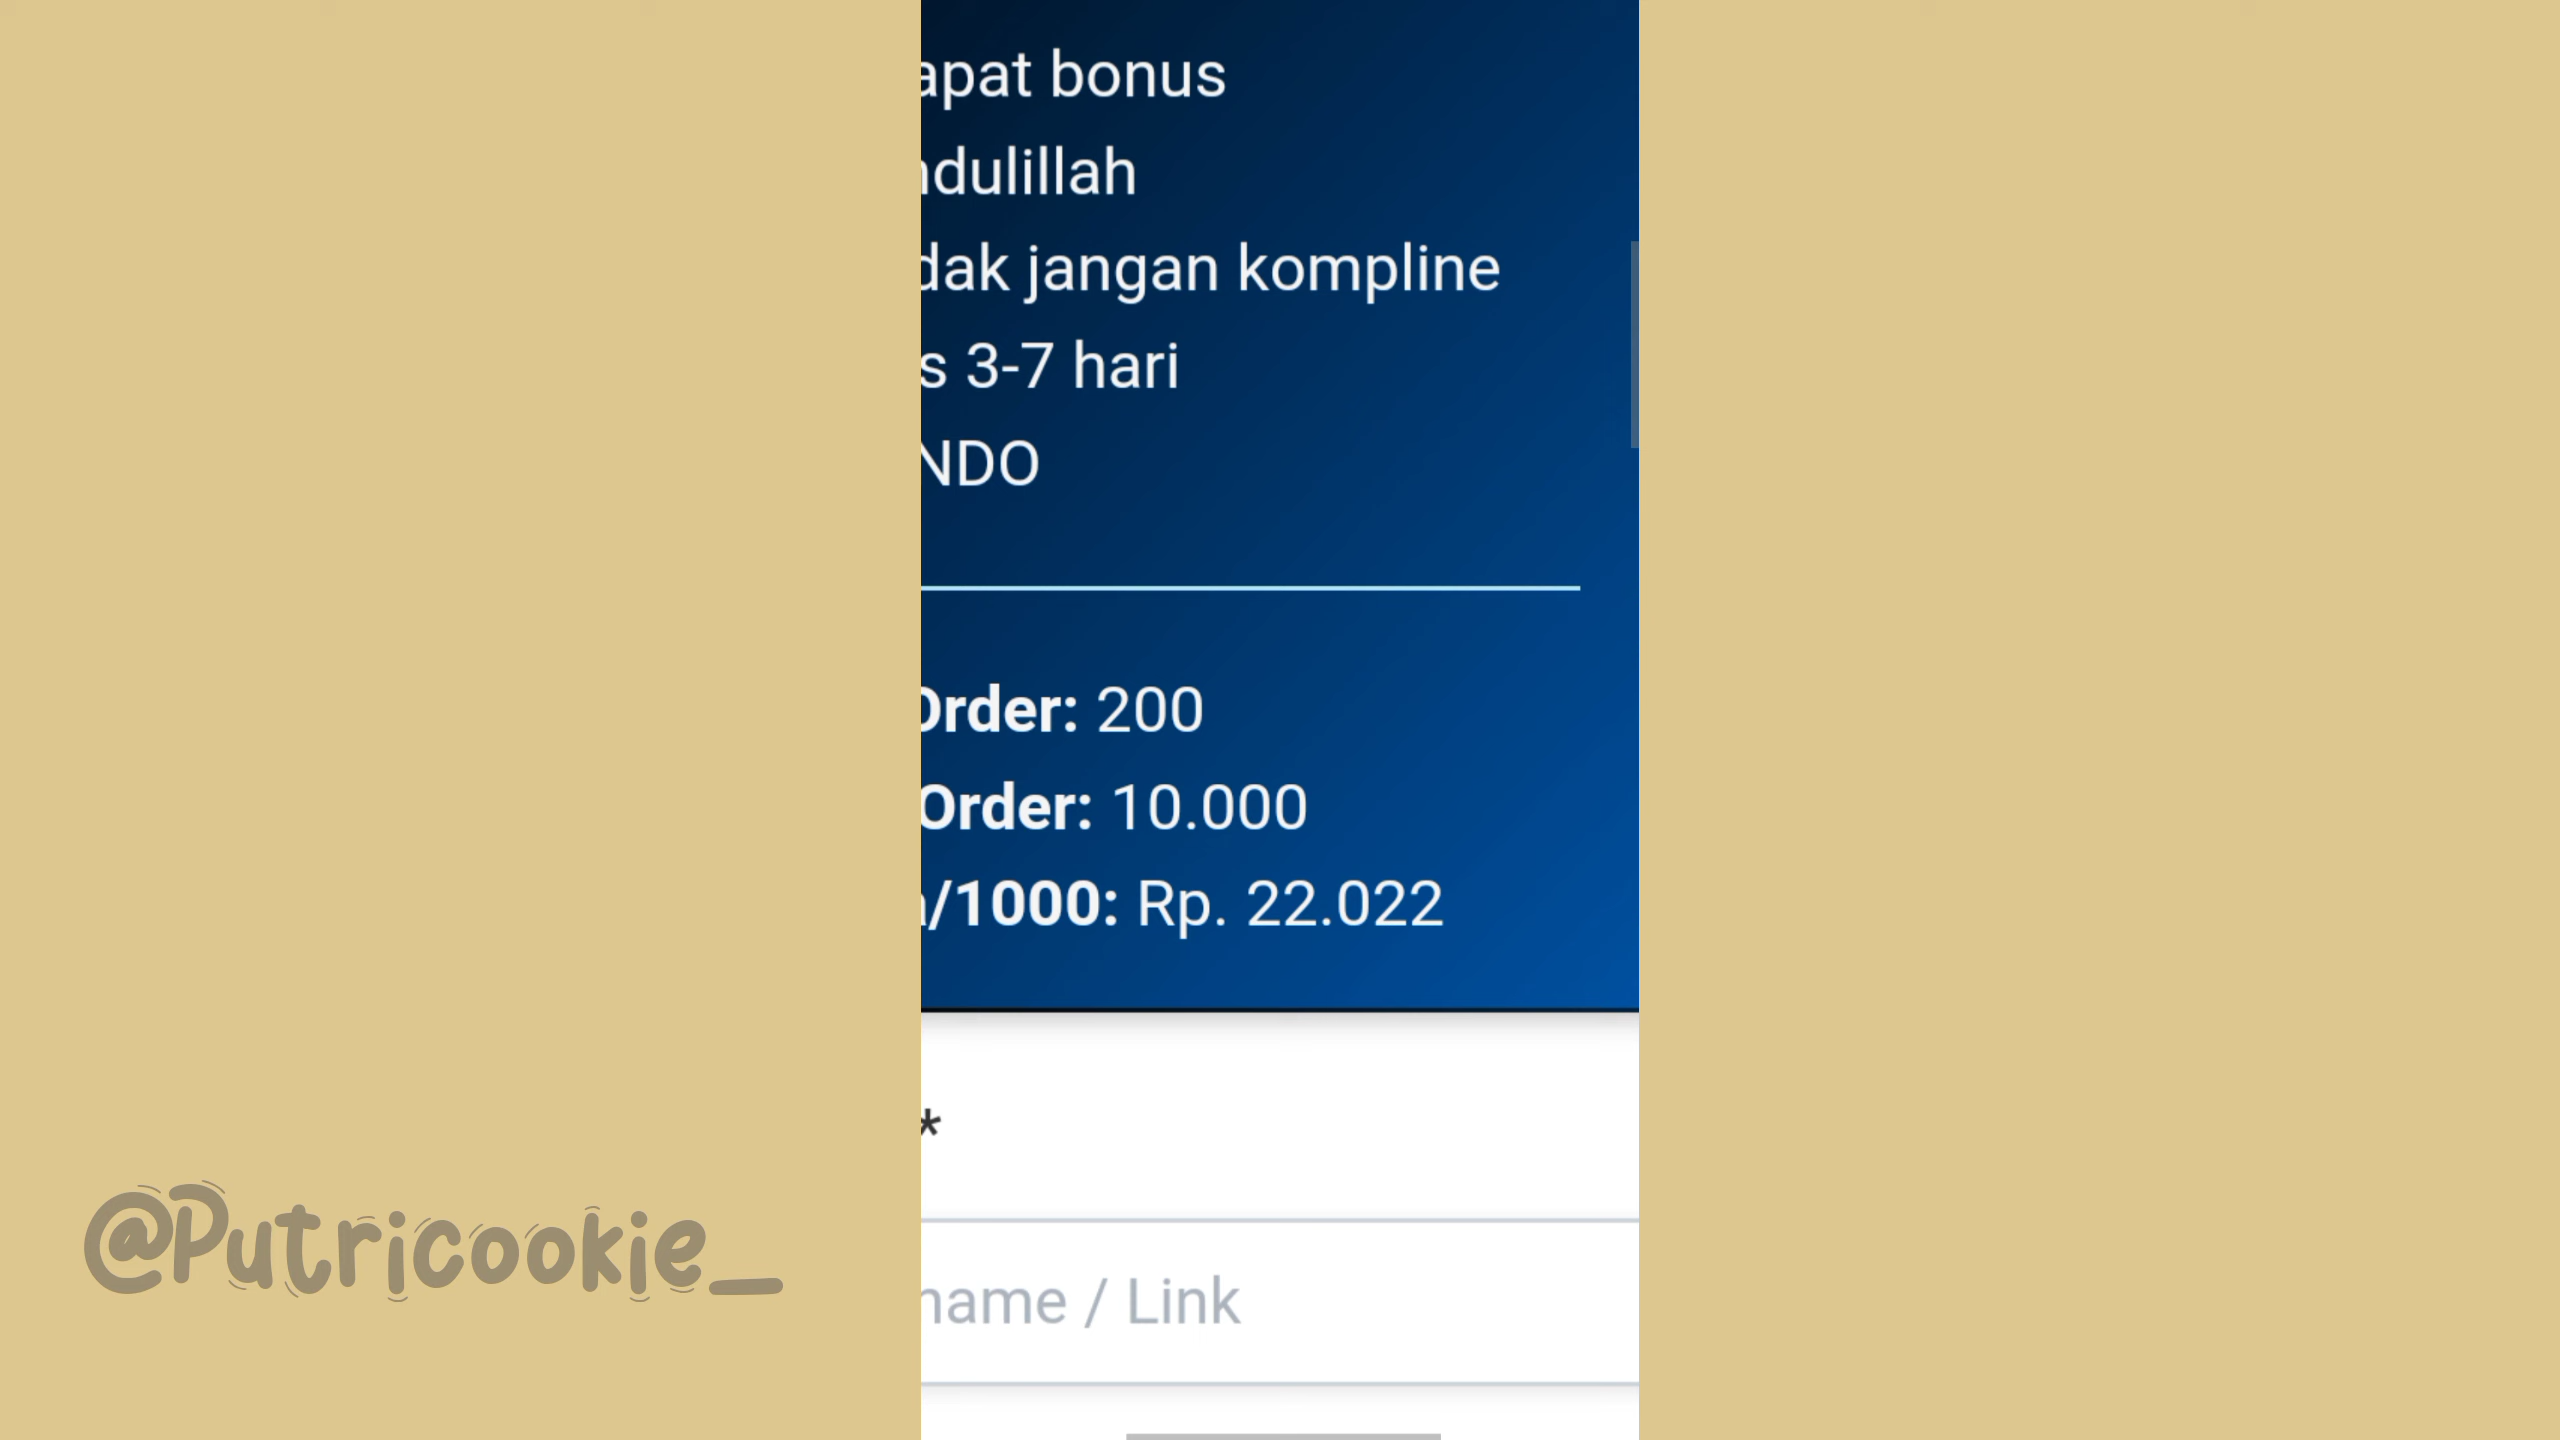 apat bonus
dulillah
dak jangan kompline
s 3-7 hari
NDO
Order: 200
Order: 10.000
/1000: Rp. 22.022
*
name / Link
@Putricookie_